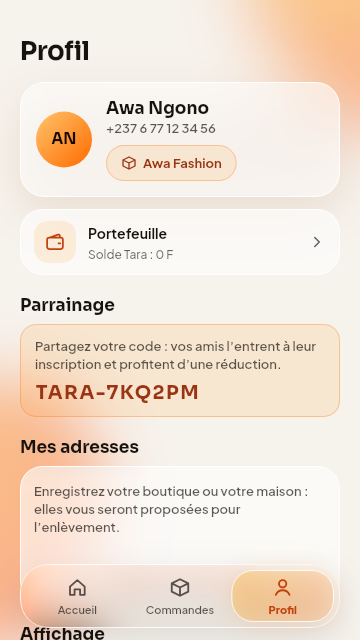 Profil
AN
Awa Ngono
+237 6 77 12 34 56
Awa Fashion
Portefeuille
Solde Tara : 0 F
Parrainage
Partagez votre code : vos amis l'entrent à leur
inscription et profitent d'une réduction.
TARA-7KQ2PM
Mes adresses
Enregistrez votre boutique ou votre maison :
elles vous seront proposées pour
l'enlèvement.
Accueil
Commandes
Profil
Affichage